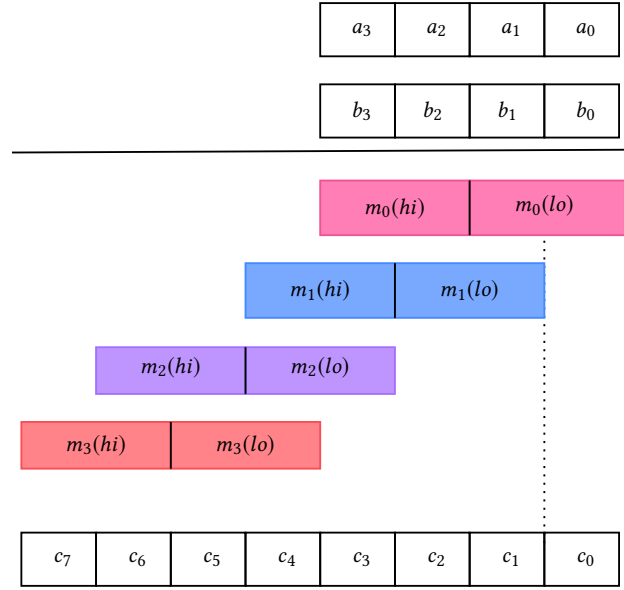 a₃ a₂ a₁ a₀
b₃ b₂ b₁ b₀
m₀(hi) m₀(lo)
m₁(hi) m₁(lo)
m₂(hi) m₂(lo)
m₃(hi) m₃(lo)
c₇ c₆ c₅ c₄ c₃ c₂ c₁ c₀